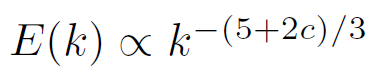 E(k) ∝ k^{-(5+2c)/3}